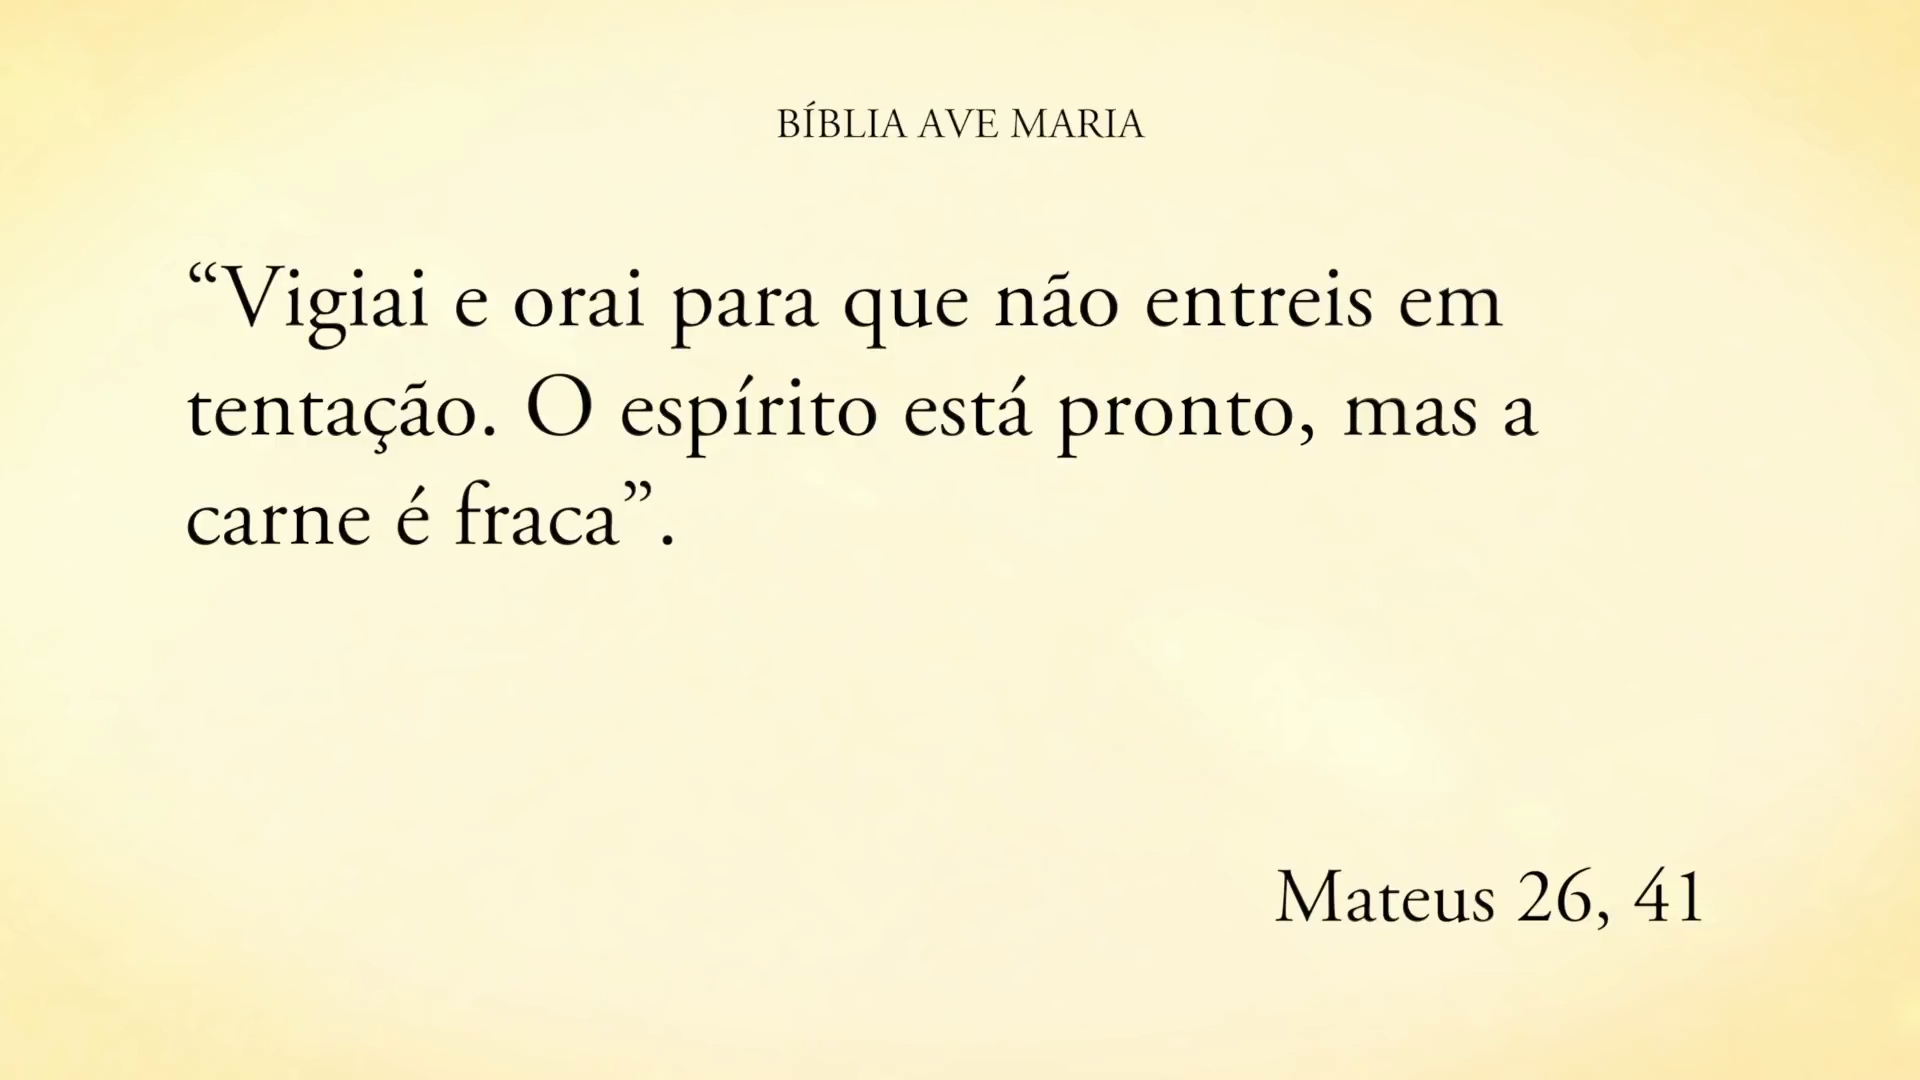 BÍBLIA AVE MARIA
“Vigiai e orai para que não entreis em
tentação. O espírito está pronto, mas a
carne é fraca”.
Mateus 26, 41